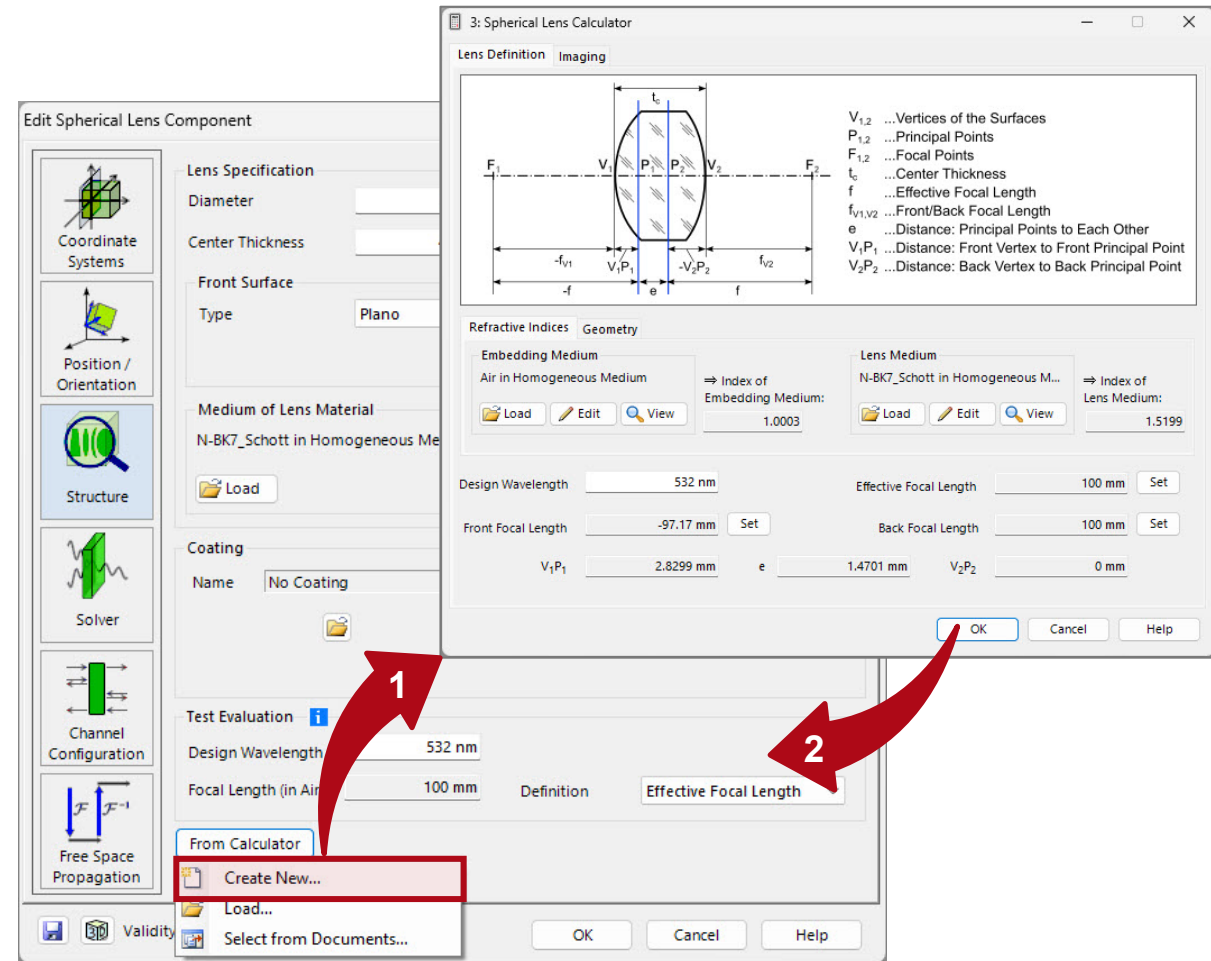 3: Spherical Lens Calculator
Lens Definition Imaging
tc
F1 V1 P1 P2 V2 F2
-fV1 V1P1 -V2P2 fV2
-f e f
V1,2 ...Vertices of the Surfaces
P1,2 ...Principal Points
F1,2 ...Focal Points
tc ...Center Thickness
f ...Effective Focal Length
fV1,V2 ...Front/Back Focal Length
e ...Distance: Principal Points to Each Other
V1P1 ...Distance: Front Vertex to Front Principal Point
V2P2 ...Distance: Back Vertex to Back Principal Point
Refractive Indices Geometry
Embedding Medium
Air in Homogeneous Medium
Load Edit View
⇒ Index of
Embedding Medium:
1.0003
Lens Medium
N-BK7_Schott in Homogeneous M...
Load Edit View
⇒ Index of
Lens Medium:
1.5199
Design Wavelength 532 nm Effective Focal Length 100 mm Set
Front Focal Length -97.17 mm Set Back Focal Length 100 mm Set
V1P1 2.8299 mm e 1.4701 mm V2P2 0 mm
OK Cancel Help
Edit Spherical Lens Component
Coordinate
Systems
Position /
Orientation
Structure
Solver
Channel
Configuration
F F-1
Free Space
Propagation
Lens Specification
Diameter
Center Thickness
Front Surface
Type Plano
Medium of Lens Material
N-BK7_Schott in Homogeneous Me
Load
Coating
Name No Coating
1
Test Evaluation i
Design Wavelength 532 nm
2
Focal Length (in Air 100 mm Definition Effective Focal Length
From Calculator
Create New...
Load...
Select from Documents...
3D Validity
OK Cancel Help